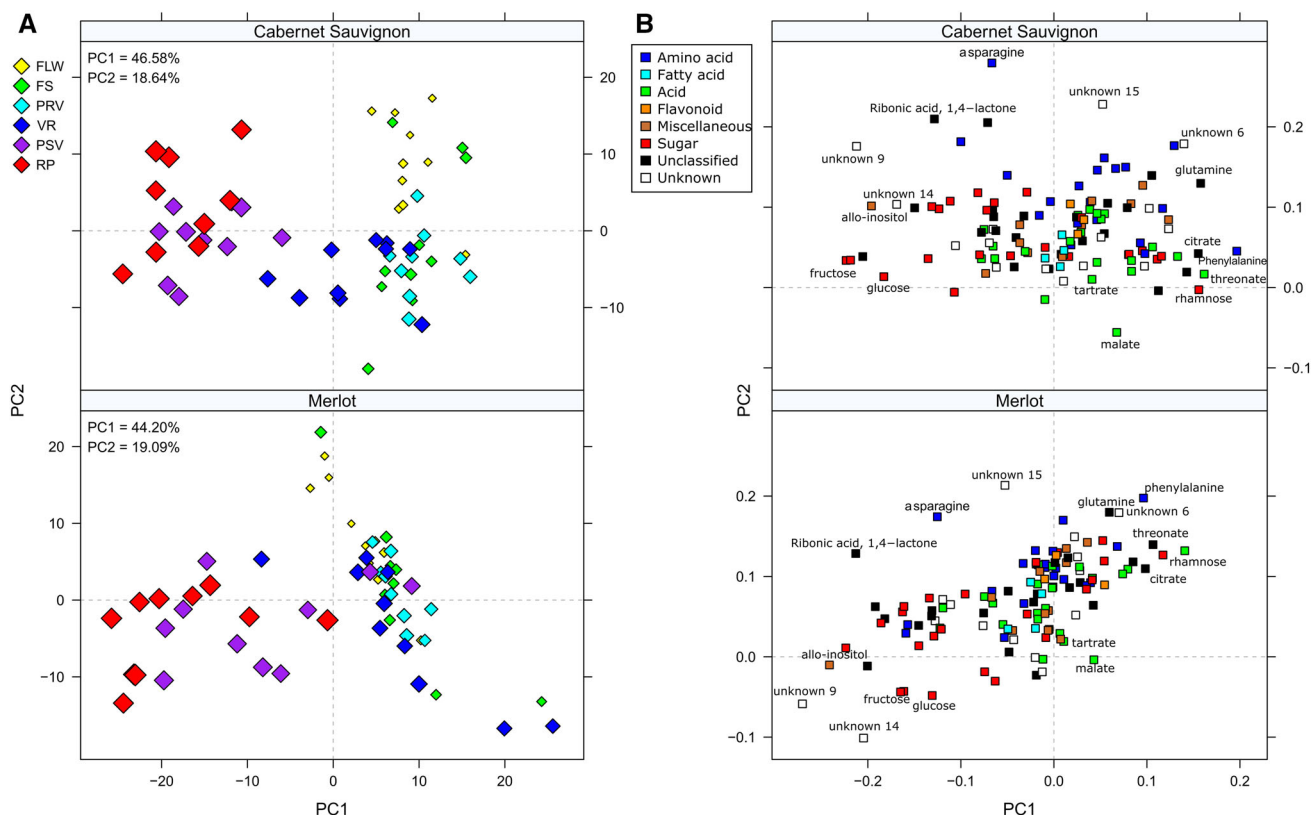 A
Cabernet Sauvignon
PC1 = 46.58%
PC2 = 18.64%
FLW
FS
PRV
VR
PSV
RP
20
10
0
−10
Merlot
PC1 = 44.20%
PC2 = 19.09%
20
10
0
−10
−20
−10
0
10
20
PC1
PC2
B
Cabernet Sauvignon
Amino acid
Fatty acid
Acid
Flavonoid
Miscellaneous
Sugar
Unclassified
Unknown
asparagine
unknown 15
Ribonic acid, 1,4−lactone
unknown 6
unknown 9
glutamine
unknown 14
allo-inositol
citrate
Phenylalanine
fructose
threonate
glucose
tartrate
rhamnose
malate
0.2
0.1
0.0
−0.1
Merlot
unknown 15
phenylalanine
asparagine
glutamine
unknown 6
threonate
Ribonic acid, 1,4−lactone
rhamnose
citrate
tartrate
allo-inositol
malate
unknown 9
fructose
glucose
unknown 14
0.2
0.1
0.0
−0.1
−0.2
−0.1
0.0
0.1
0.2
PC1